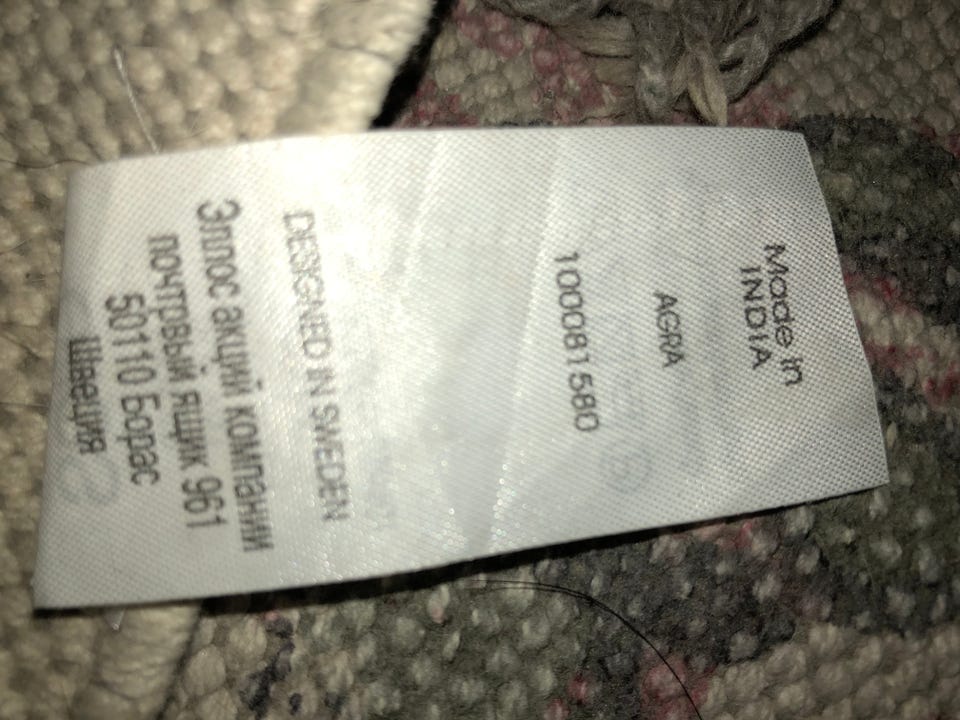 Made in
INDIA
AGRA
100081580
DESIGNED IN SWEDEN
Эллос акций компании
почтовый ящик 961
50110 Борас
Швеция